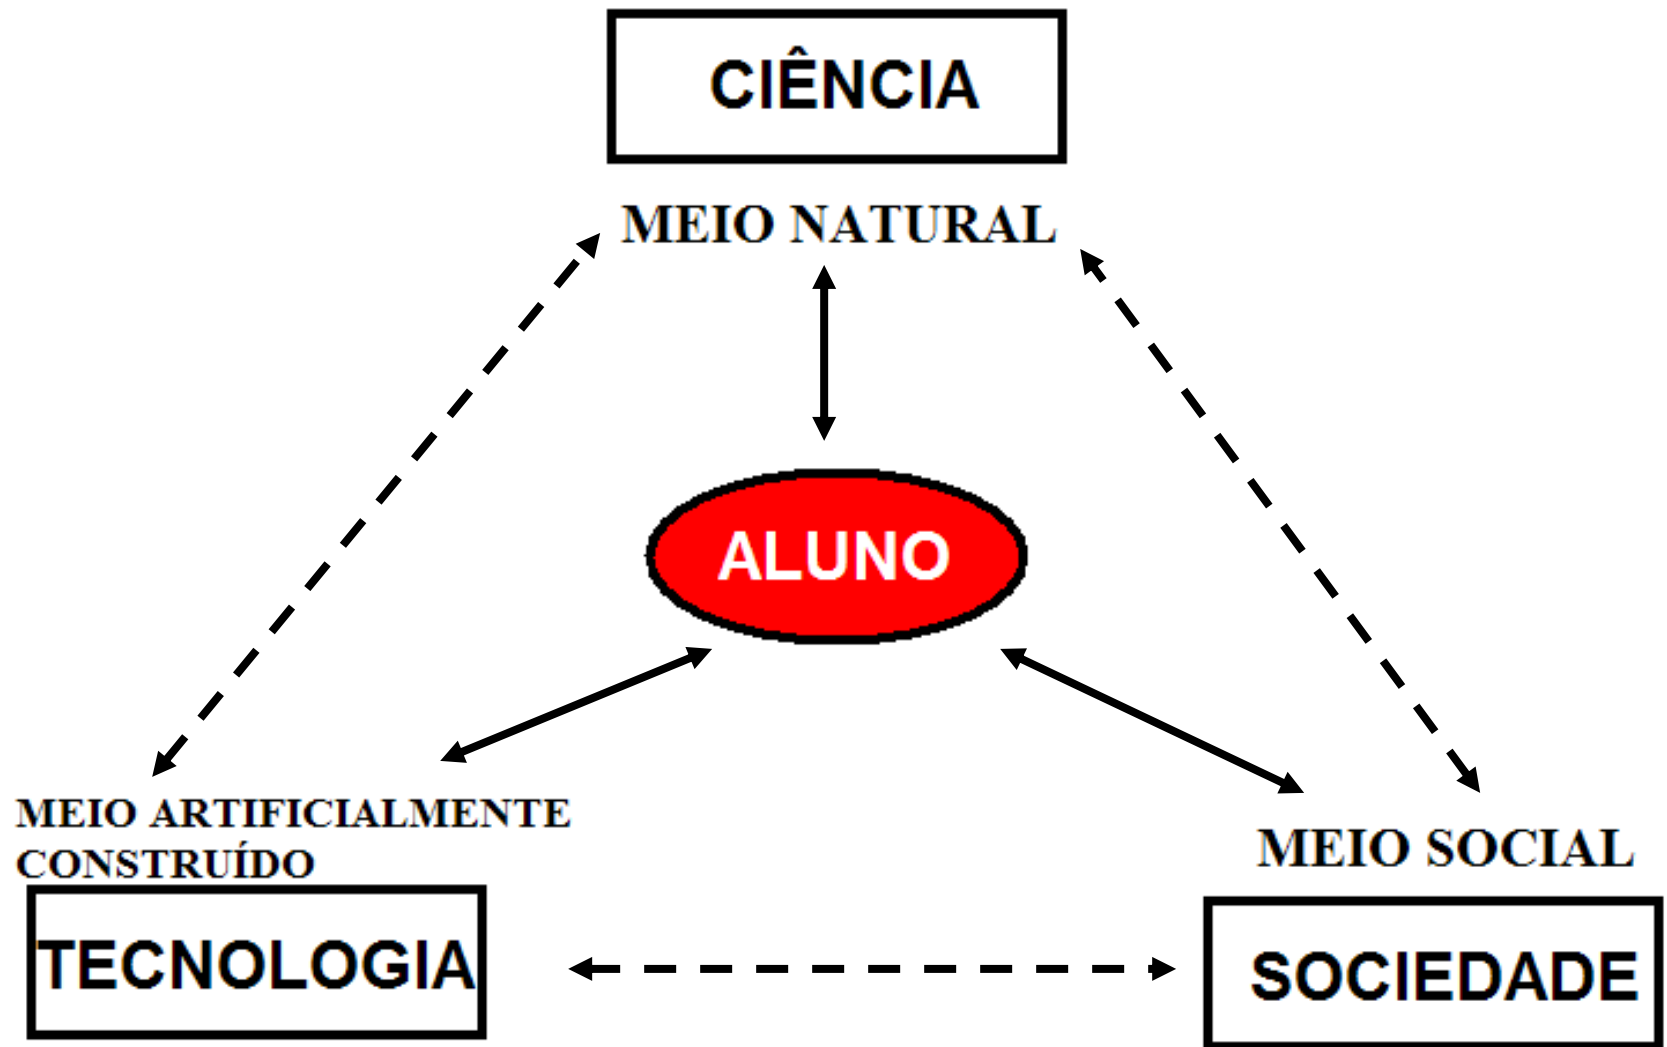 CIÊNCIA
MEIO NATURAL
ALUNO
MEIO ARTIFICIALMENTE
CONSTRUÍDO
TECNOLOGIA
MEIO SOCIAL
SOCIEDADE